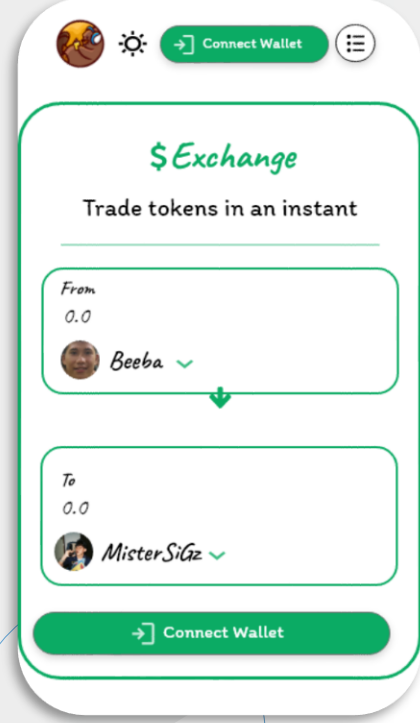 Connect Wallet
$Exchange
Trade tokens in an instant
From
0.0
Beeba
To
0.0
MisterSiGz
Connect Wallet